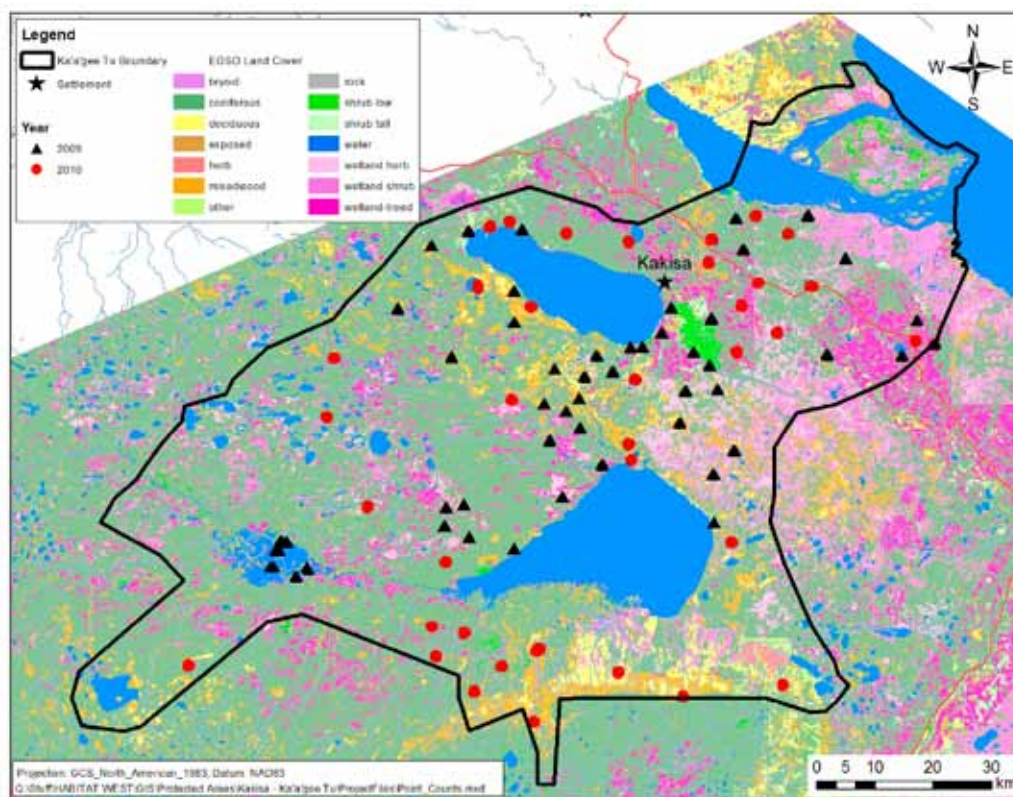 Legend
Ka'a'gee Tu Boundary
Settlement
Year
2009
2010
EOSD Land Cover
bryoid
coniferous
deciduous
exposed
herb
mixedwood
other
rock
shrub low
shrub tall
water
wetland herb
wetland shrub
wetland-treed
N
W E
S
Kakisa
Projection: GCS_North_American_1983, Datum: NAD83
0 5 10 20 30
km